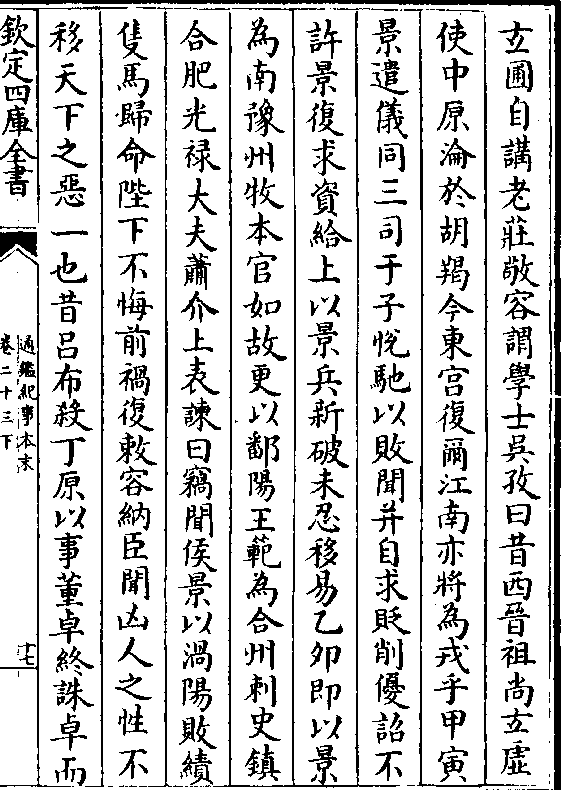 玄圃自講老莊敬容謂學士吳孜曰昔西晉祖尚玄虛
使中原淪於胡羯今東宮復爾江南亦將為戎乎甲寅
景遣儀同三司于子悅馳以敗聞并自求貶削優詔不
許景復求資給上以景兵新破未忍移易乙夘即以景
為南豫州牧本官如故更以鄱陽王範為合州刺史鎮
合肥光禄大夫蕭介上表諫曰竊聞侯景以渦陽敗績
隻馬歸命陛下不悔前禍復敕容納臣聞凶人之性不
移天下之惡一也昔吕布殺丁原以事董卓終誅卓而
欽定四庫全書
通鑑紀事本末
卷二十三下
十七